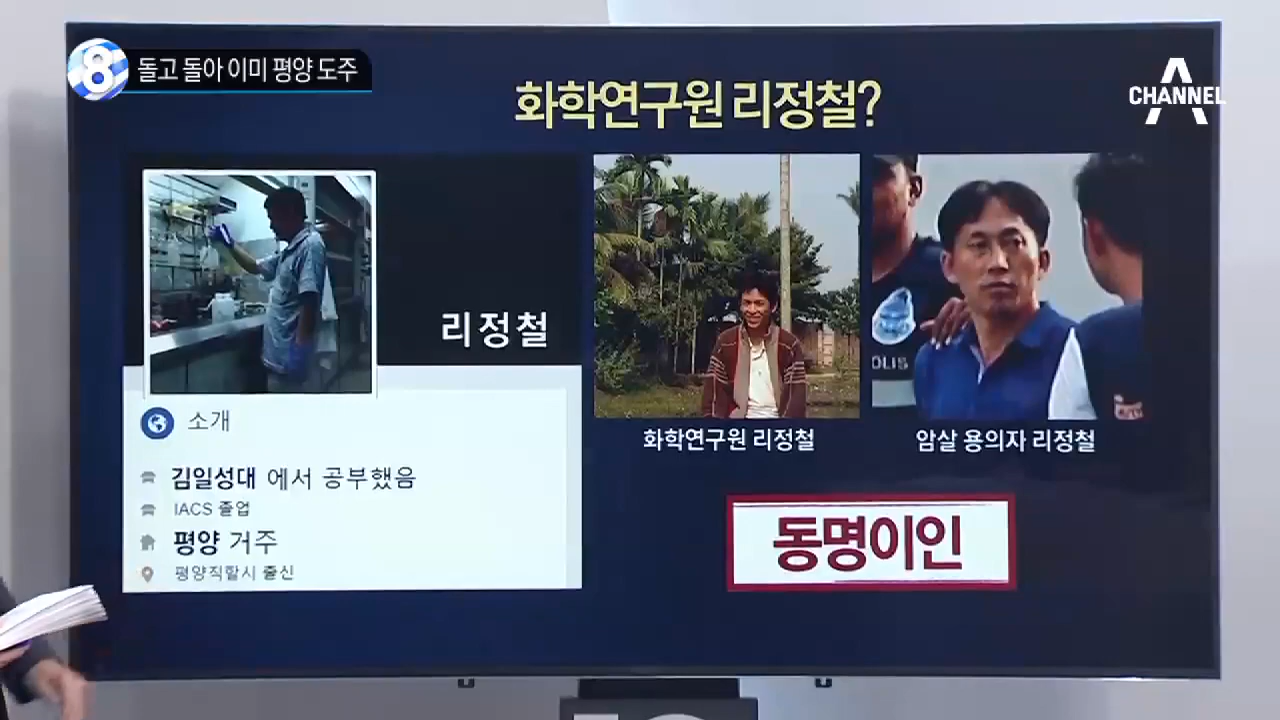 8 돌고 돌아 이미 평양 도주
CHANNEL A
화학연구원 리정철?
리정철
소개
김일성대 에서 공부했음
IACS 졸업
평양 거주
평양직할시 출신
화학연구원 리정철
OLIS
암살 용의자 리정철
동명이인